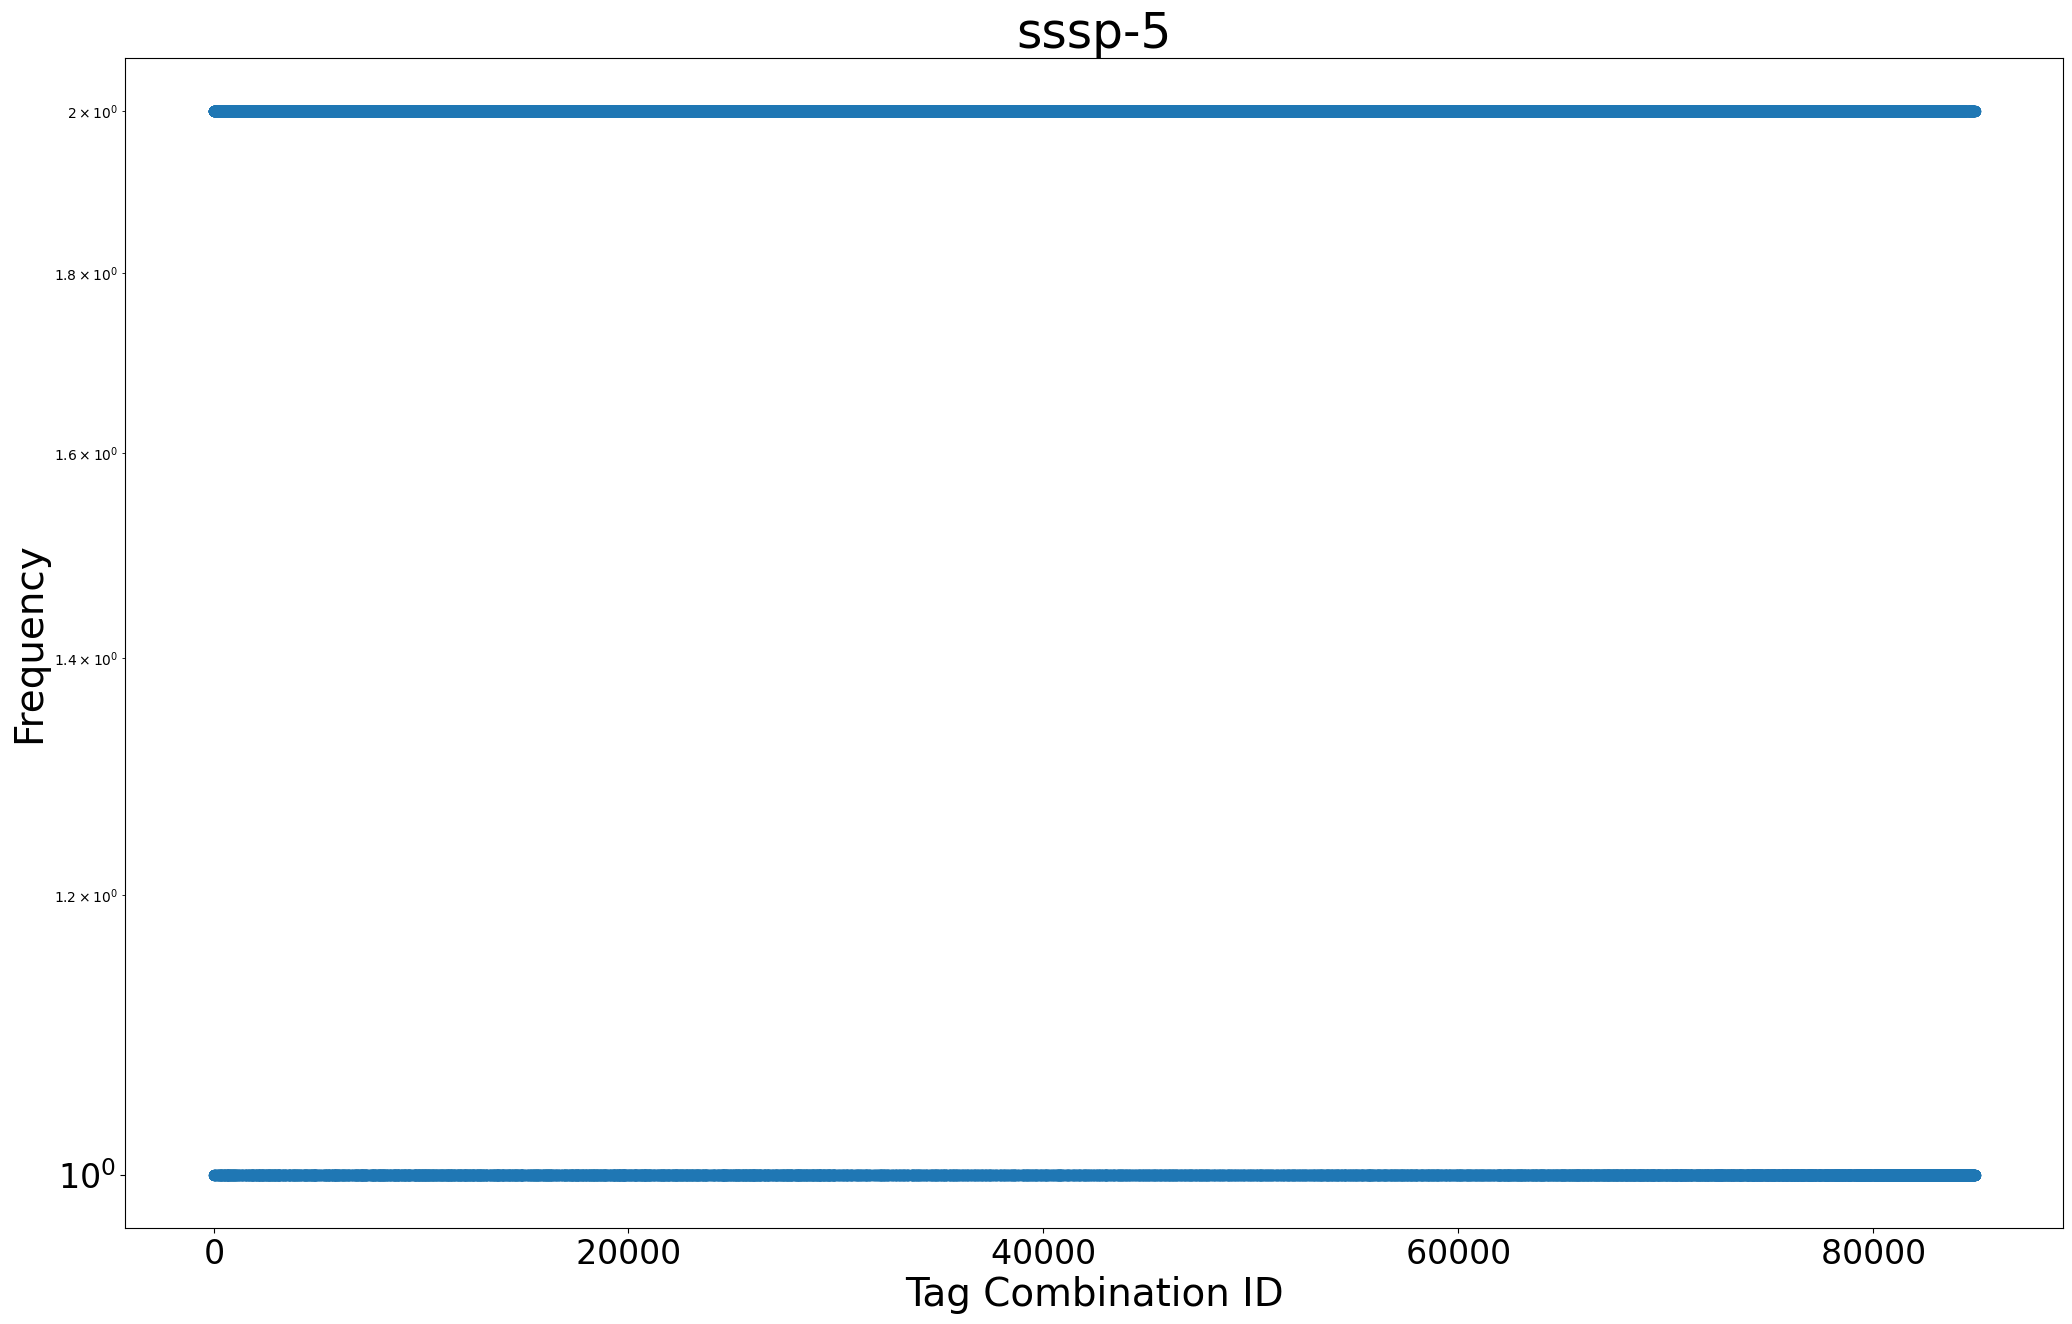 sssp-5
2 × 10⁰
1.8 × 10⁰
1.6 × 10⁰
1.4 × 10⁰
1.2 × 10⁰
10⁰
Frequency
0 20000 40000 60000 80000
Tag Combination ID